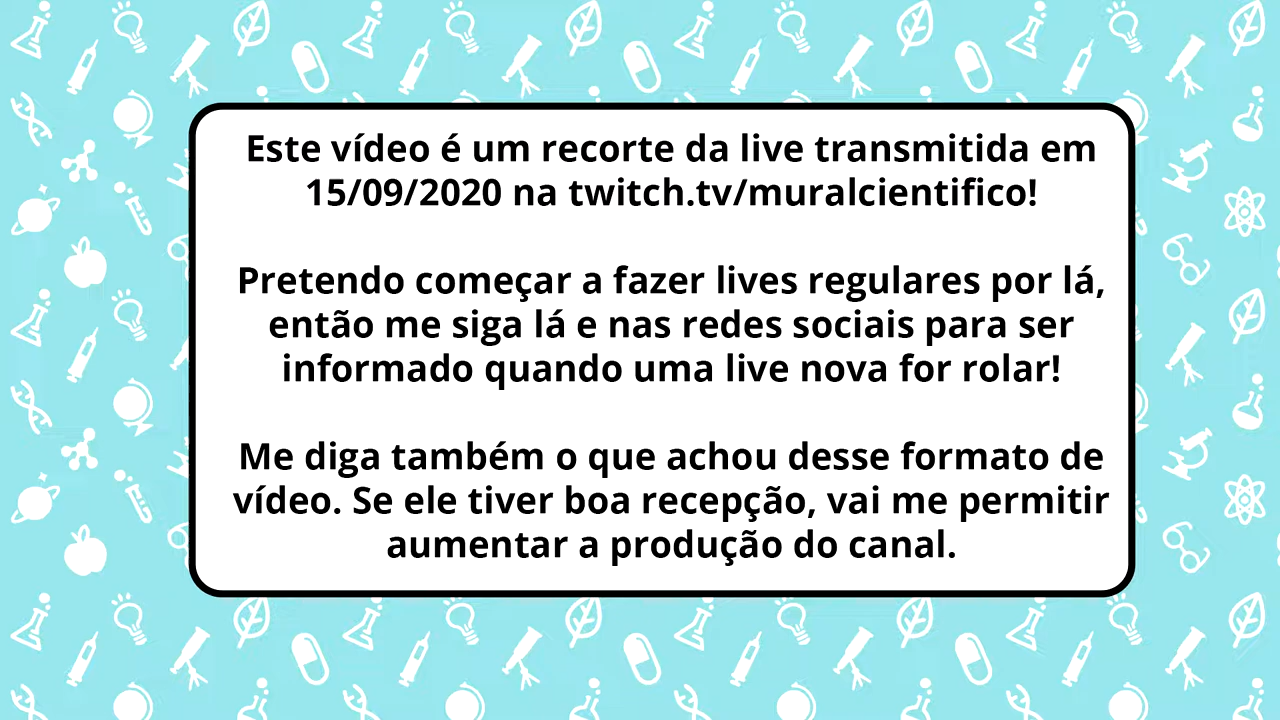 Este vídeo é um recorte da live transmitida em
15/09/2020 na twitch.tv/muralcientifico!
Pretendo começar a fazer lives regulares por lá,
então me siga lá e nas redes sociais para ser
informado quando uma live nova for rolar!
Me diga também o que achou desse formato de
vídeo. Se ele tiver boa recepção, vai me permitir
aumentar a produção do canal.